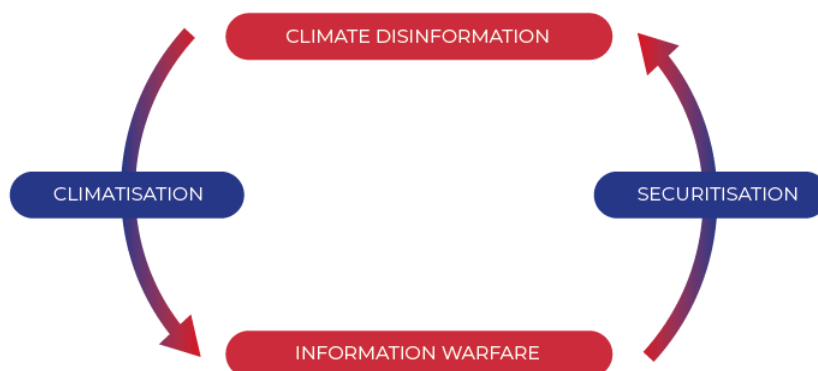 CLIMATE DISINFORMATION
CLIMATISATION
SECURITISATION
INFORMATION WARFARE